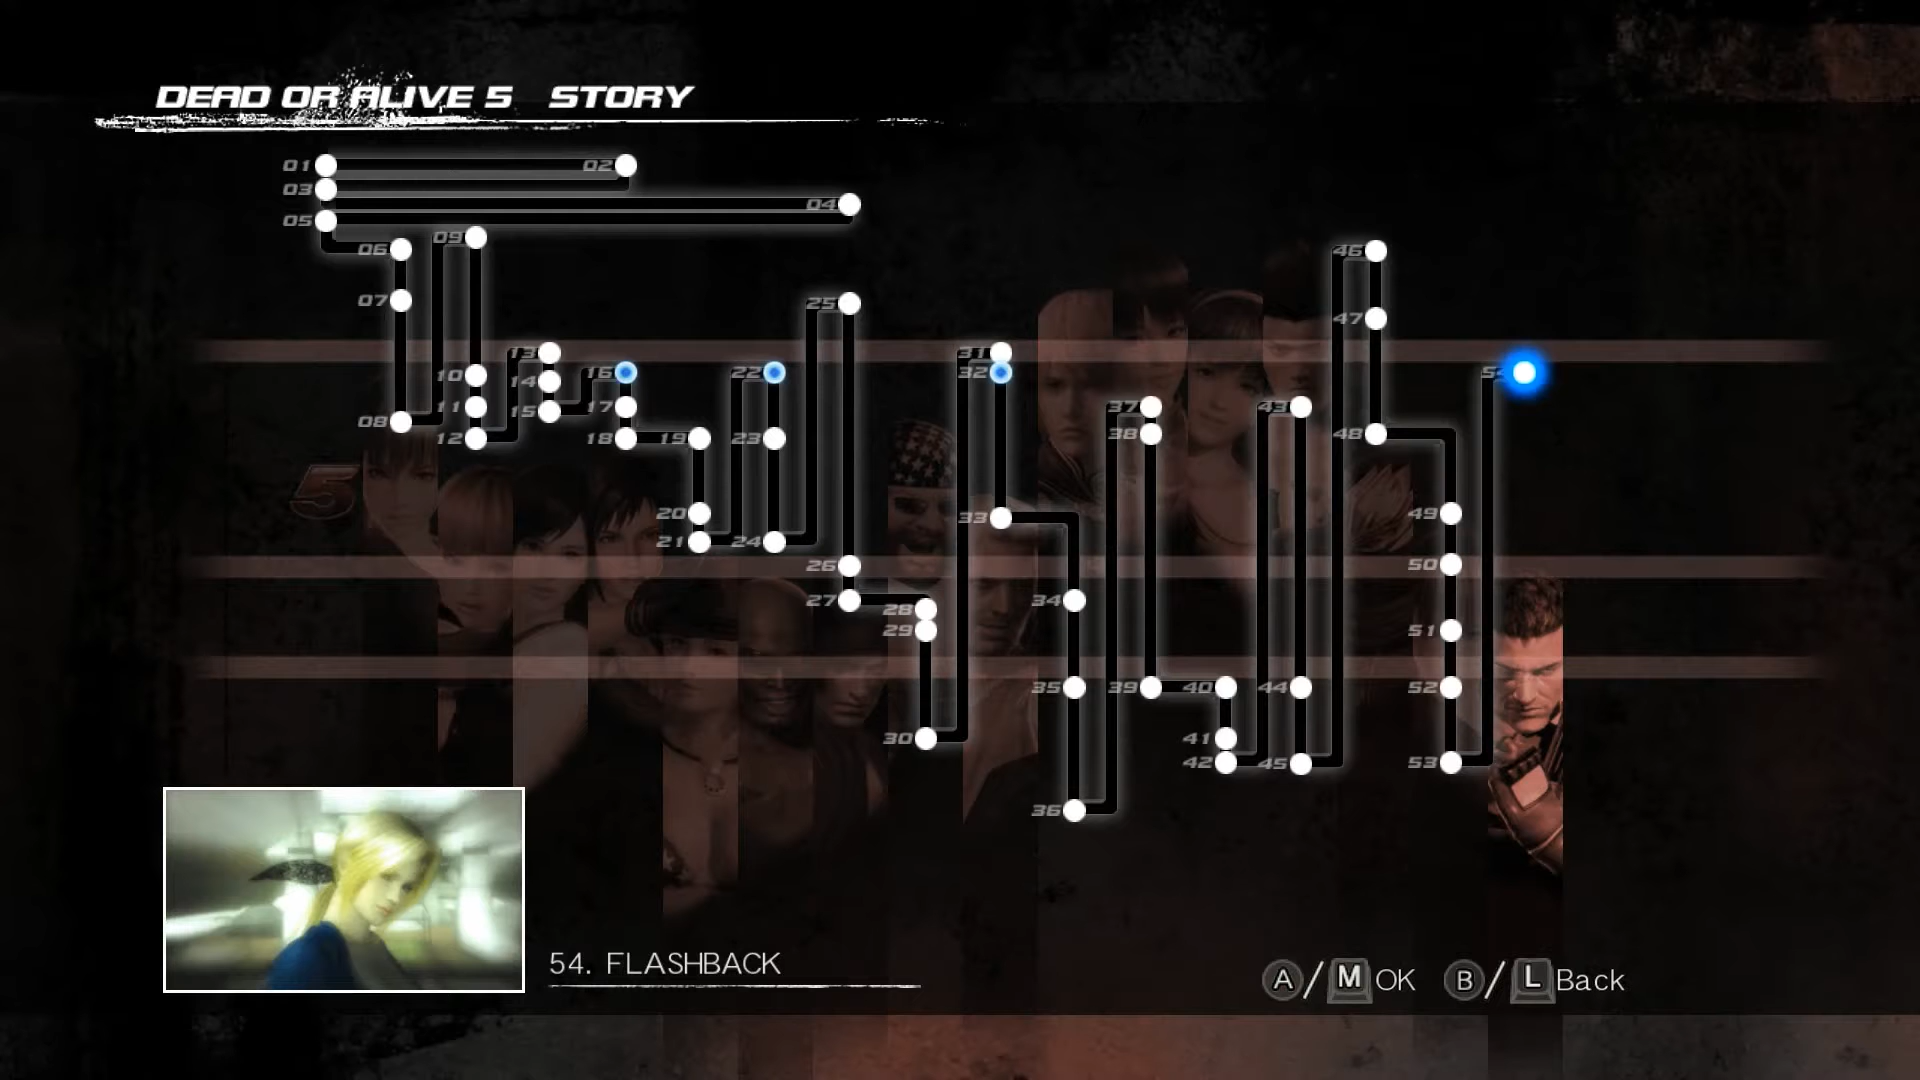 DEAD OR ALIVE 5 STORY
01 02
03
04
05
06 09 46
07 25 47
13 31
10 14 16 22 32 54
08 11 15 17 37 43
12 18 19 23 38 48
5
20 33 49
21 24
26 50
27 28 34
29 51
35 39 40 44 52
30 41
42 45 53
36
54. FLASHBACK
A / M OK B / L Back